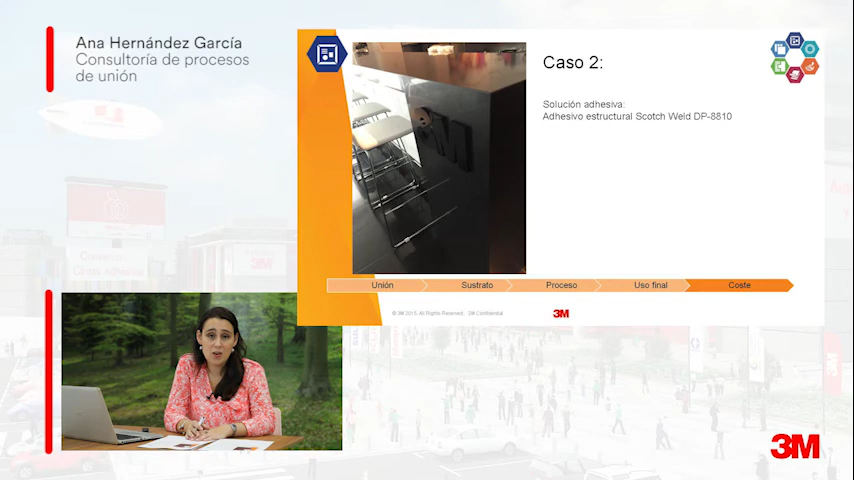 Ana Hernández García
Consultoría de procesos
de unión
Caso 2:
Solución adhesiva:
Adhesivo estructural Scotch Weld DP-8810
3M
Unión
Sustrato
Proceso
Uso final
Coste
© 3M 2015. All Rights Reserved. 3M Confidential
3M
3M
3M